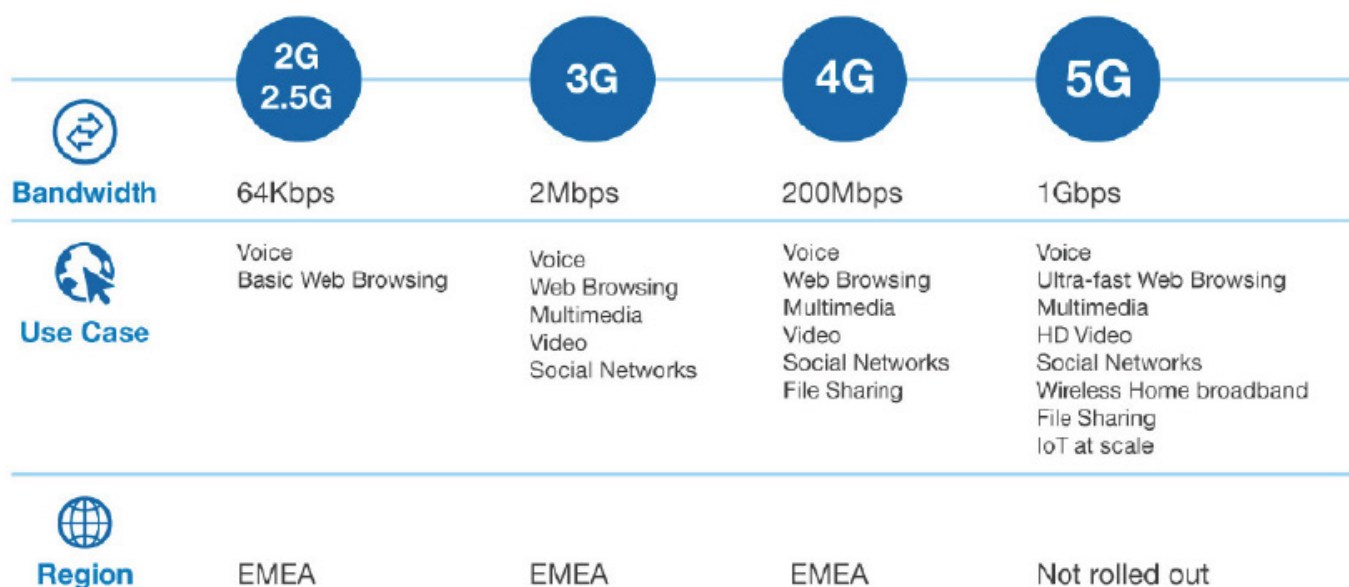 2G
2.5G
3G
4G
5G
Bandwidth
64Kbps
2Mbps
200Mbps
1Gbps
Use Case
Voice
Basic Web Browsing
Voice
Web Browsing
Multimedia
Video
Social Networks
Voice
Web Browsing
Multimedia
Video
Social Networks
File Sharing
Voice
Ultra-fast Web Browsing
Multimedia
HD Video
Social Networks
Wireless Home broadband
File Sharing
IoT at scale
Region
EMEA
EMEA
EMEA
Not rolled out